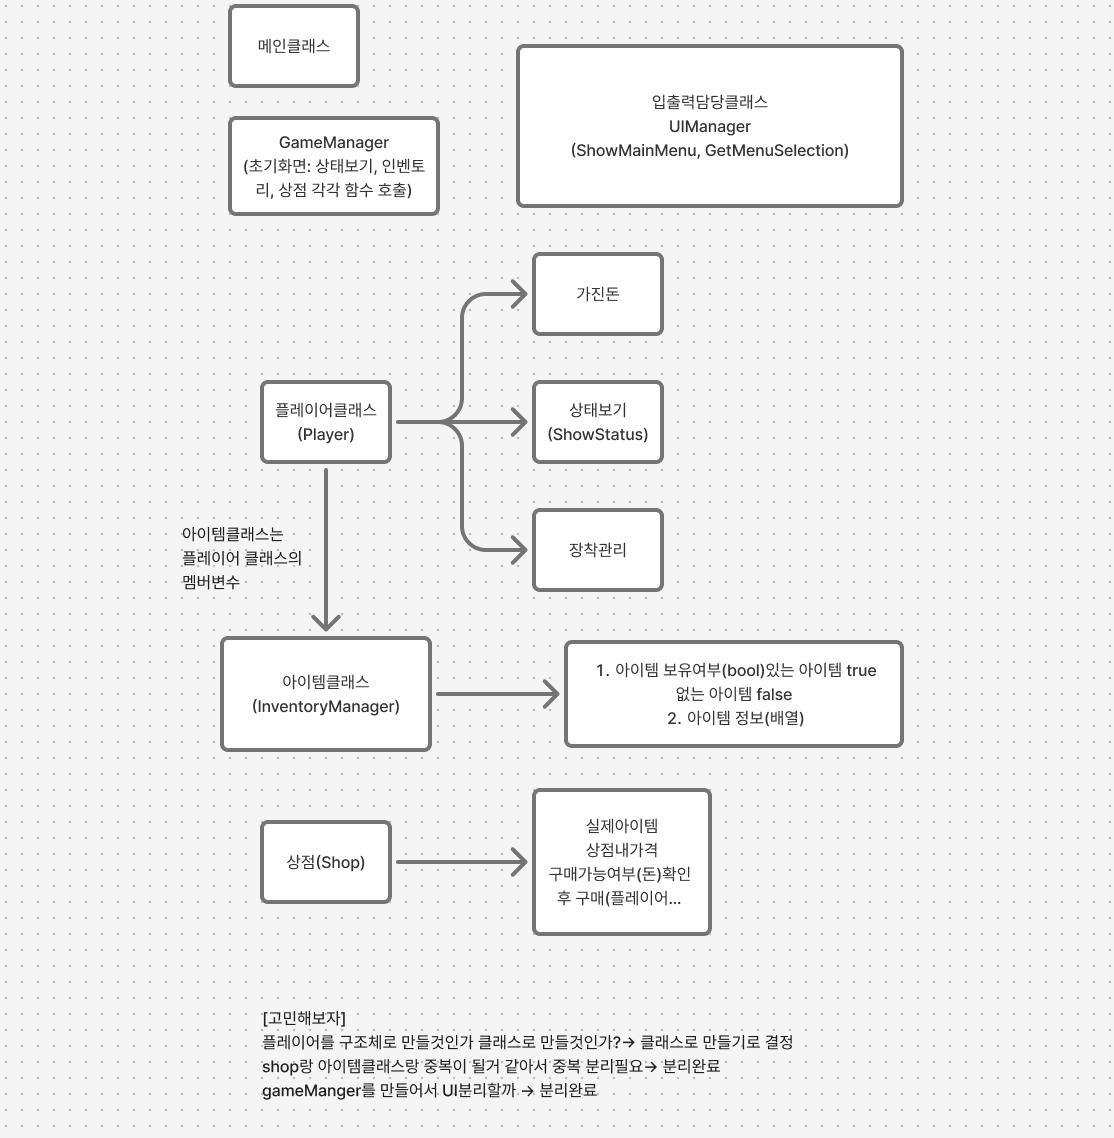 메인클래스
입출력담당클래스
UIManager
(ShowMainMenu, GetMenuSelection)
GameManager
(초기화면: 상태보기, 인벤토
리, 상점 각각 함수 호출)
가진돈
플레이어클래스
(Player)
상태보기
(ShowStatus)
장착관리
아이템클래스는
플레이어 클래스의
멤버변수
아이템클래스
(InventoryManager)
1. 아이템 보유여부(bool)있는 아이템 true
없는 아이템 false
2. 아이템 정보(배열)
상점(Shop)
실제아이템
상점내가격
구매가능여부(돈)확인
후 구매(플레이어...
[고민해보자]
플레이어를 구조체로 만들것인가 클래스로 만들것인가?→ 클래스로 만들기로 결정
shop랑 아이템클래스랑 중복이 될거 같아서 중복 분리필요→ 분리완료
gameManger를 만들어서 UI분리할까 → 분리완료